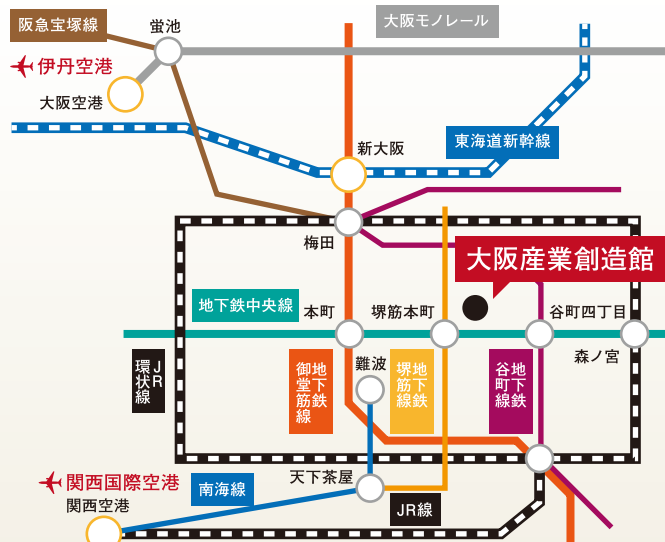 阪急宝塚線
蛍池
大阪モノレール
伊丹空港
大阪空港
新大阪
東海道新幹線
梅田
大阪産業創造館
地下鉄中央線
本町
堺筋本町
谷町四丁目
森ノ宮
JR
環状線
地下鉄
御堂筋線
難波
地下鉄
堺筋線
地下鉄
谷町線
天下茶屋
関西国際空港
関西空港
南海線
JR線